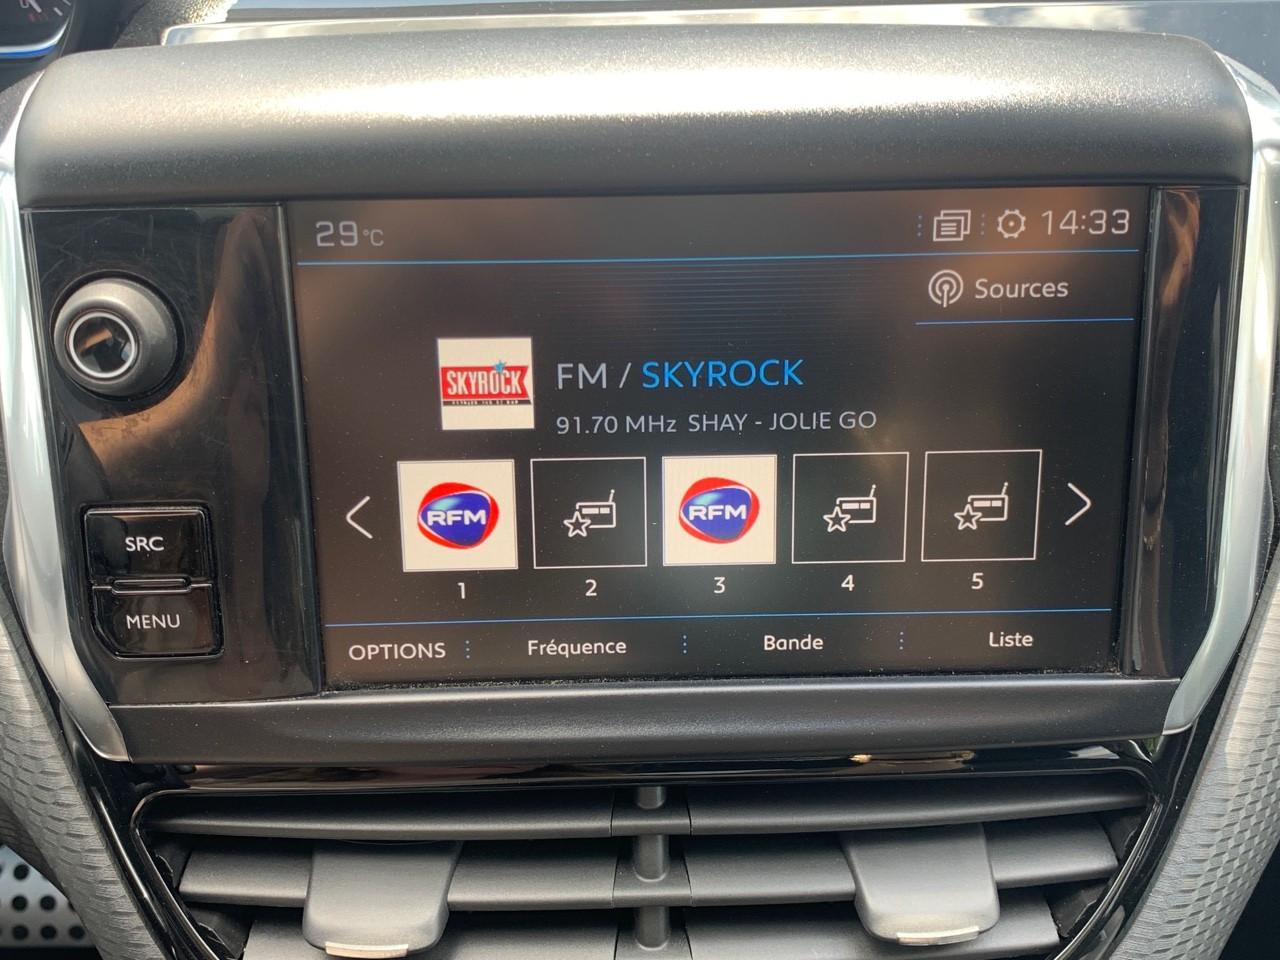 29°C
14:33
Sources
SKYROCK
FM / SKYROCK
91.70 MHz SHAY - JOLIE GO
RFM
RFM
1
2
3
4
5
SRC
MENU
OPTIONS
Fréquence
Bande
Liste